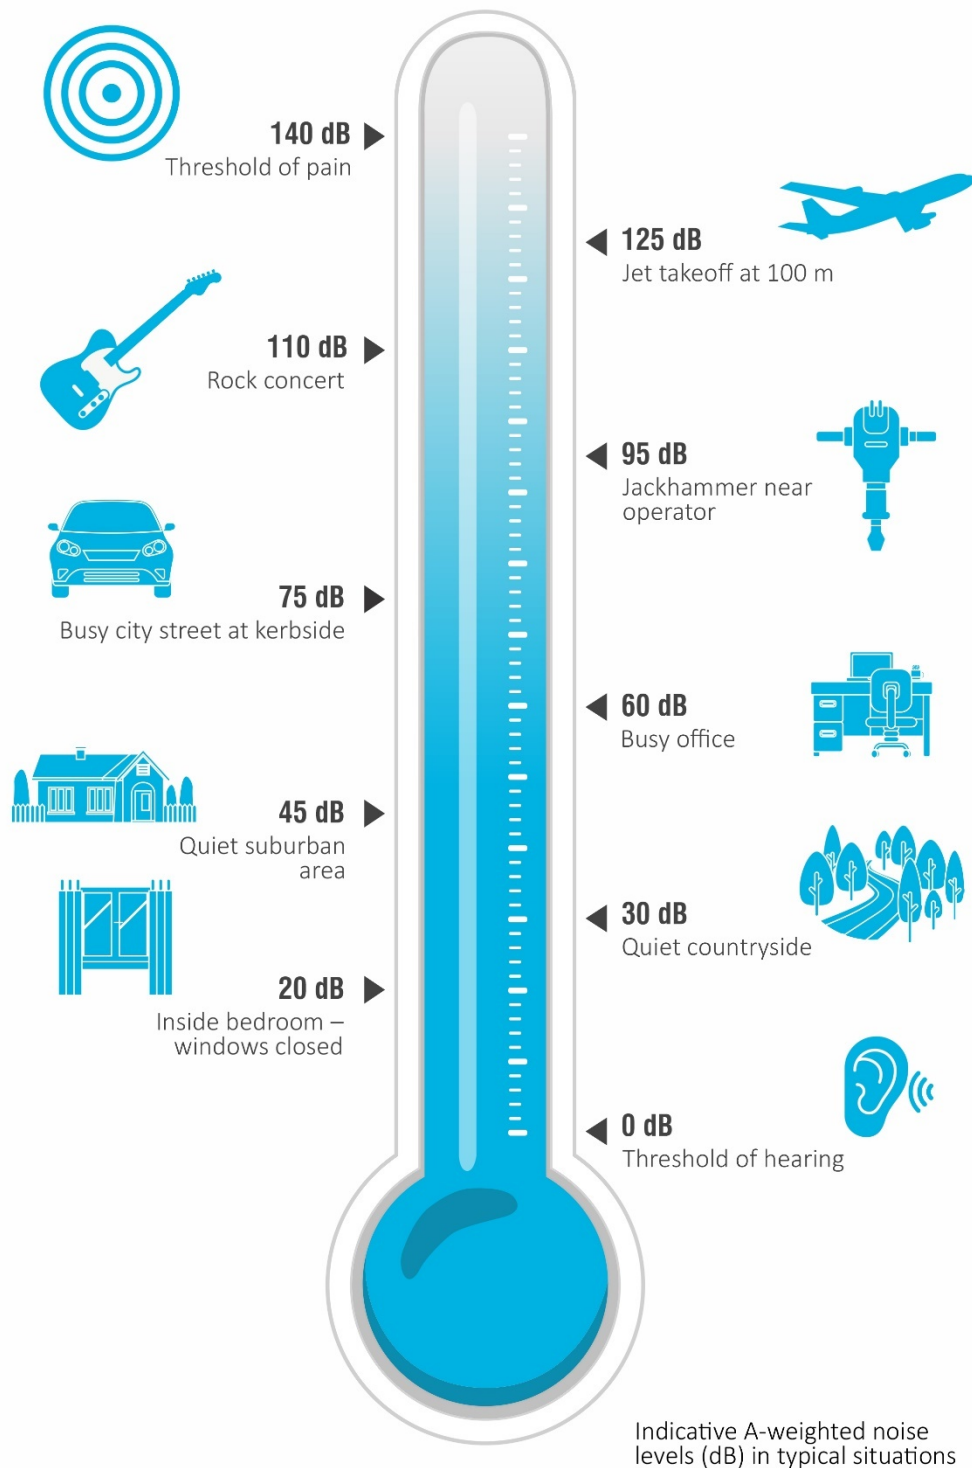 140 dB
Threshold of pain
125 dB
Jet takeoff at 100 m
110 dB
Rock concert
95 dB
Jackhammer near
operator
75 dB
Busy city street at kerbside
60 dB
Busy office
45 dB
Quiet suburban
area
30 dB
Quiet countryside
20 dB
Inside bedroom –
windows closed
0 dB
Threshold of hearing
Indicative A-weighted noise
levels (dB) in typical situations